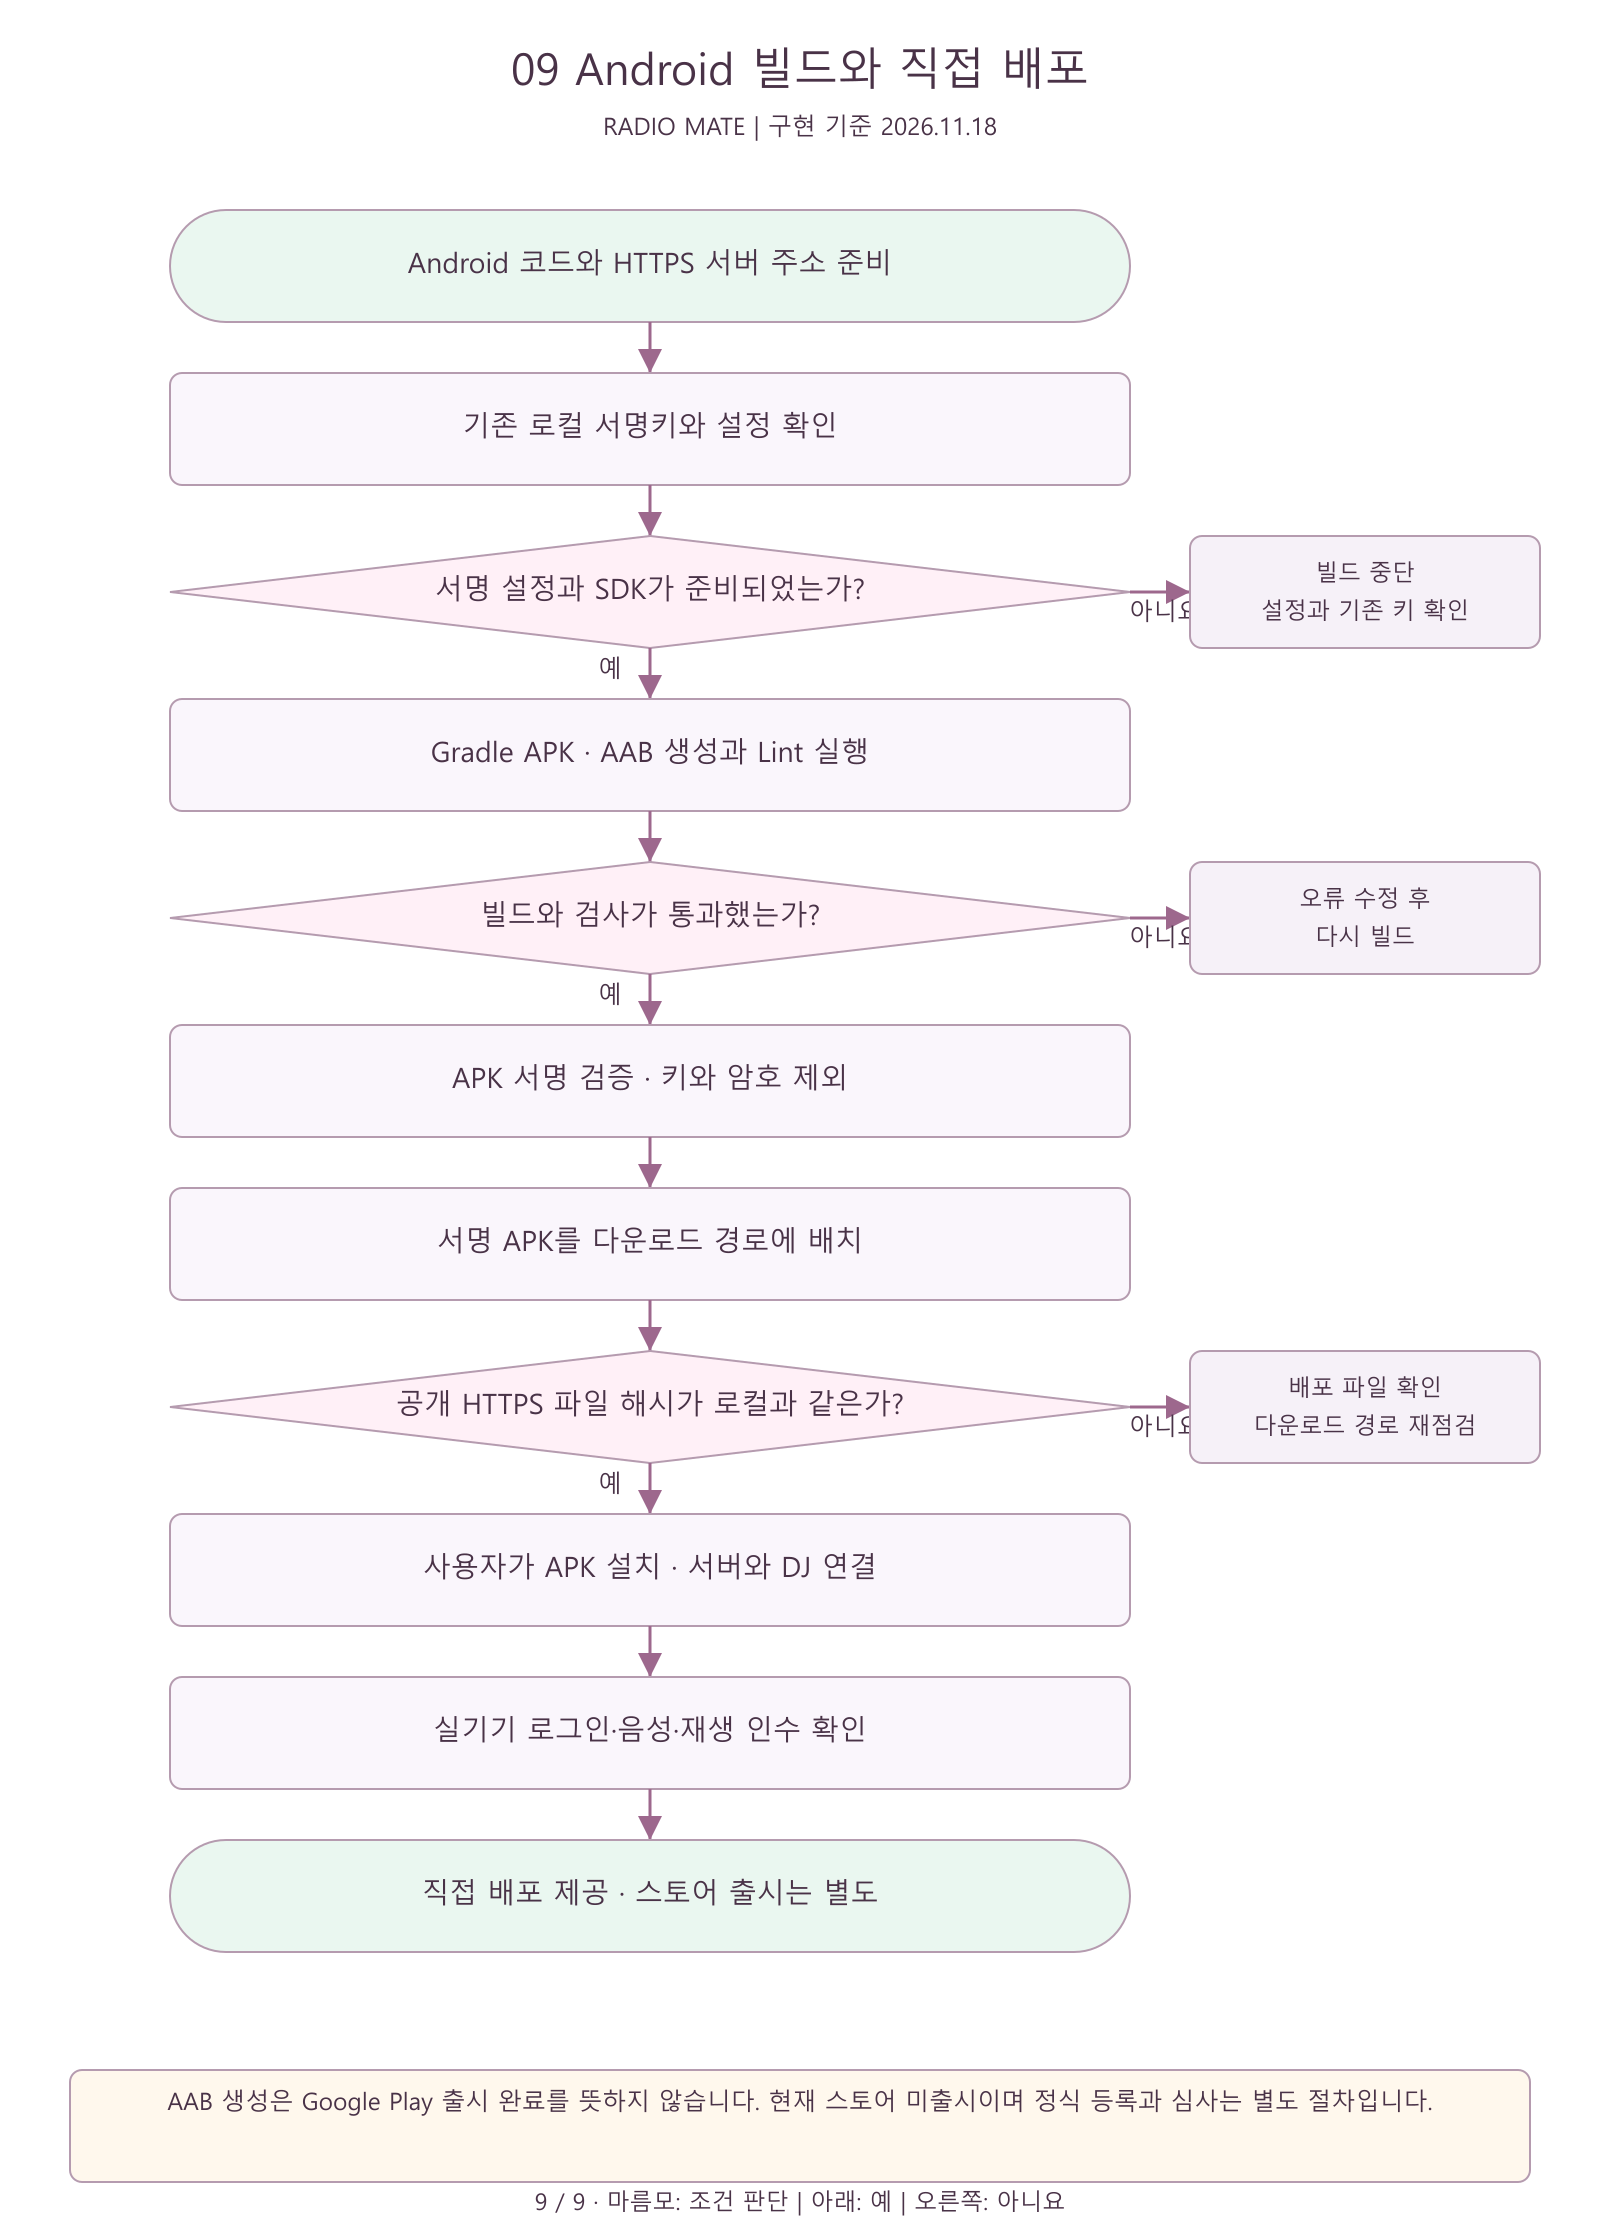 09 Android 빌드와 직접 배포
RADIO MATE | 구현 기준 2026.11.18
Android 코드와 HTTPS 서버 주소 준비
기존 로컬 서명키와 설정 확인
서명 설정과 SDK가 준비되었는가?
아니요
빌드 중단
설정과 기존 키 확인
예
Gradle APK · AAB 생성과 Lint 실행
빌드와 검사가 통과했는가?
아니요
오류 수정 후
다시 빌드
예
APK 서명 검증 · 키와 암호 제외
서명 APK를 다운로드 경로에 배치
공개 HTTPS 파일 해시가 로컬과 같은가?
아니요
배포 파일 확인
다운로드 경로 재점검
예
사용자가 APK 설치 · 서버와 DJ 연결
실기기 로그인·음성·재생 인수 확인
직접 배포 제공 · 스토어 출시는 별도
AAB 생성은 Google Play 출시 완료를 뜻하지 않습니다. 현재 스토어 미출시이며 정식 등록과 심사는 별도 절차입니다.
9 / 9 · 마름모: 조건 판단 | 아래: 예 | 오른쪽: 아니요